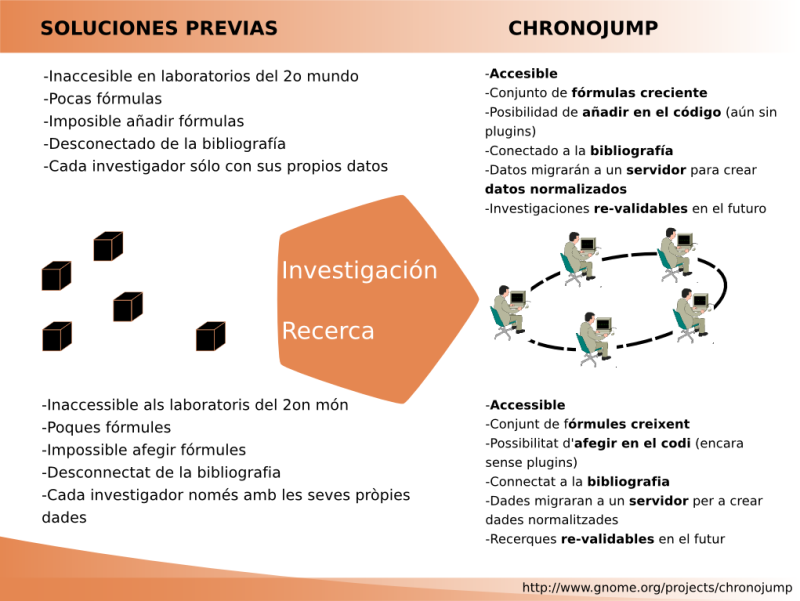 SOLUCIONES PREVIAS
-Inaccesible en laboratorios del 2o mundo
-Pocas fórmulas
-Imposible añadir fórmulas
-Desconectado de la bibliografía
-Cada investigador sólo con sus propios datos
CHRONOJUMP
-Accesible
-Conjunto de fórmulas creciente
-Posibilidad de añadir en el código (aún sin
plugins)
-Conectado a la bibliografía
-Datos migrarán a un servidor para crear
datos normalizados
-Investigaciones re-validables en el futuro
Investigación
Recerca
-Inaccessible als laboratoris del 2on món
-Poques fórmules
-Impossible afegir fórmules
-Desconnectat de la bibliografia
-Cada investigador només amb les seves pròpies
dades
-Accessible
-Conjunt de fórmules creixent
-Possibilitat d'afegir en el codi (encara
sense plugins)
-Connectat a la bibliografia
-Dades migraran a un servidor per a crear
dades normalitzades
-Recerques re-validables en el futur
http://www.gnome.org/projects/chronojump